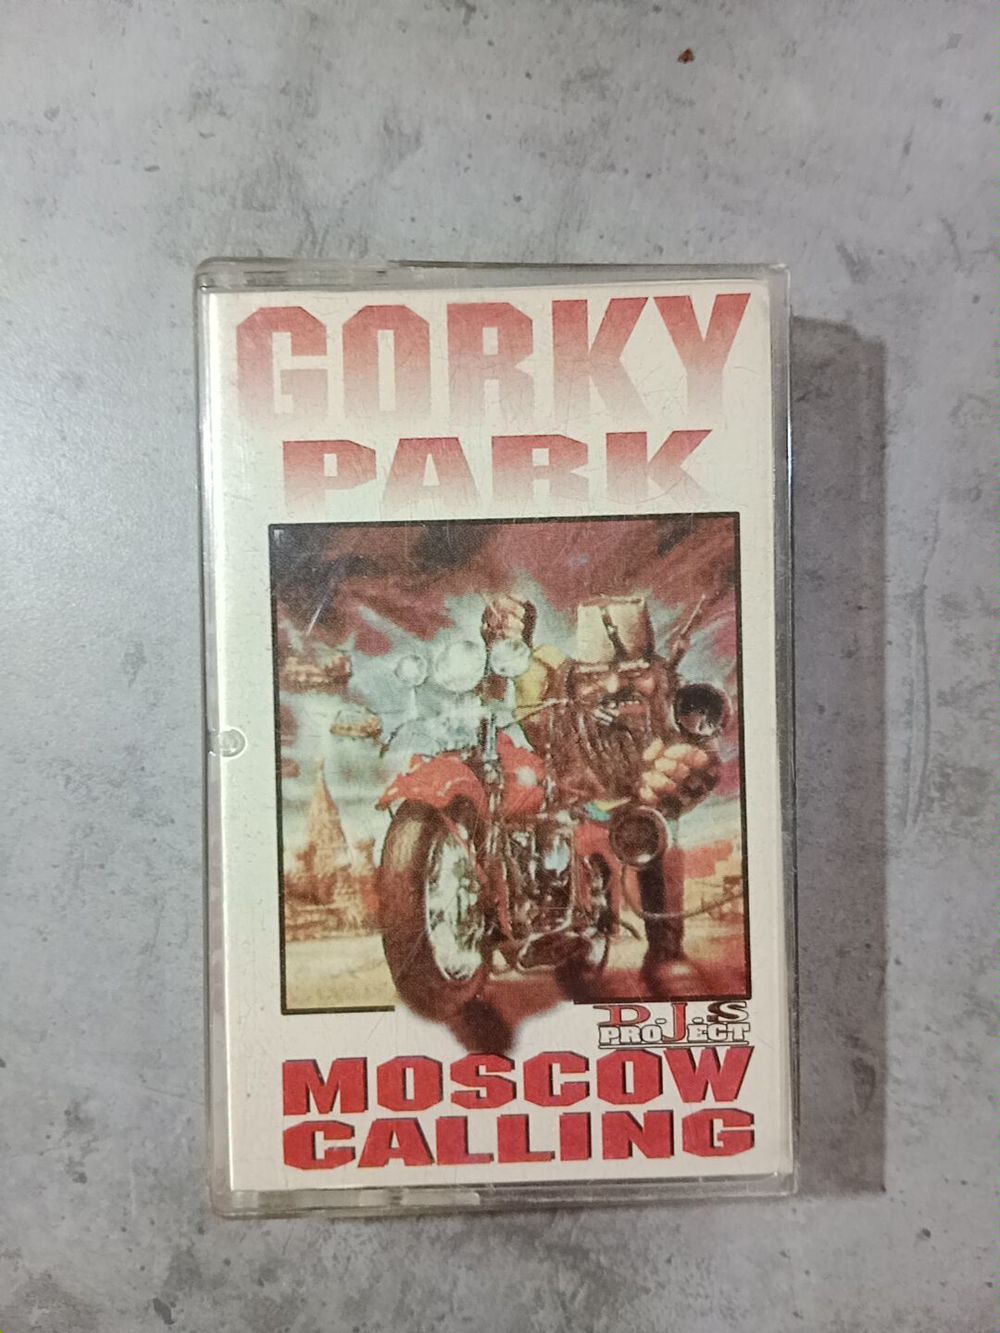 GORKY
PARK
D.J.S
PROJECT
MOSCOW
CALLING